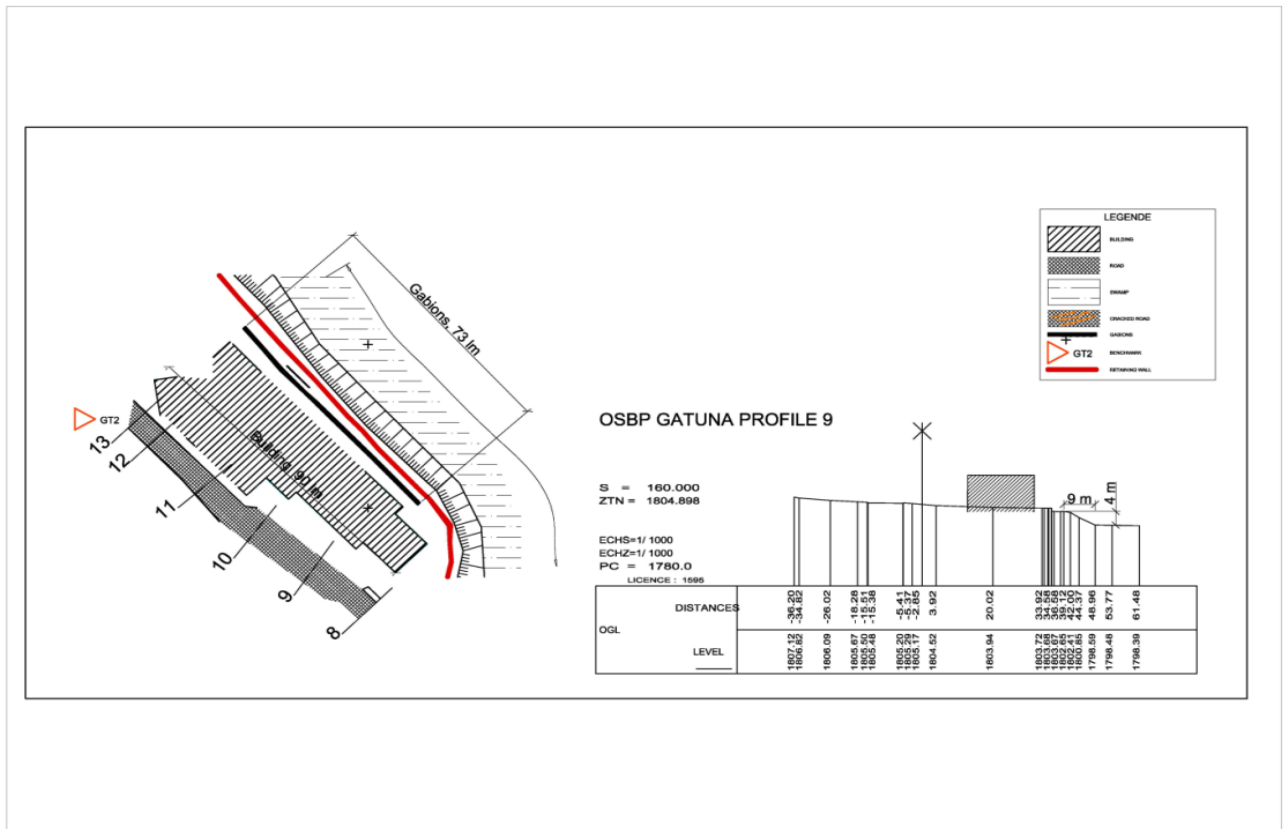 Gabions, 73 lm
Building 90 lm
GT2
13
12
11
10
9
8
LEGENDE
BUILDING
ROAD
SWAMP
CRACKED ROAD
GABIONS
GT2 BENCHMARK
RETAINING WALL
OSBP GATUNA PROFILE 9
S = 160.000
ZTN = 1804.898
ECHS=1/ 1000
ECHZ=1/ 1000
PC = 1780.0
LICENCE : 1595
9 m
4 m
OGL
DISTANCES
-36.20
-34.82
-26.02
-18.28
-15.51
-15.38
-5.41
-5.37
-2.85
3.92
20.02
33.92
34.58
36.58
39.12
42.00
44.37
48.96
53.77
61.48
LEVEL
1807.12
1806.82
1806.09
1805.67
1805.50
1805.48
1805.20
1805.29
1805.17
1804.52
1803.94
1803.72
1803.68
1803.67
1802.65
1802.41
1800.85
1798.59
1798.48
1798.39